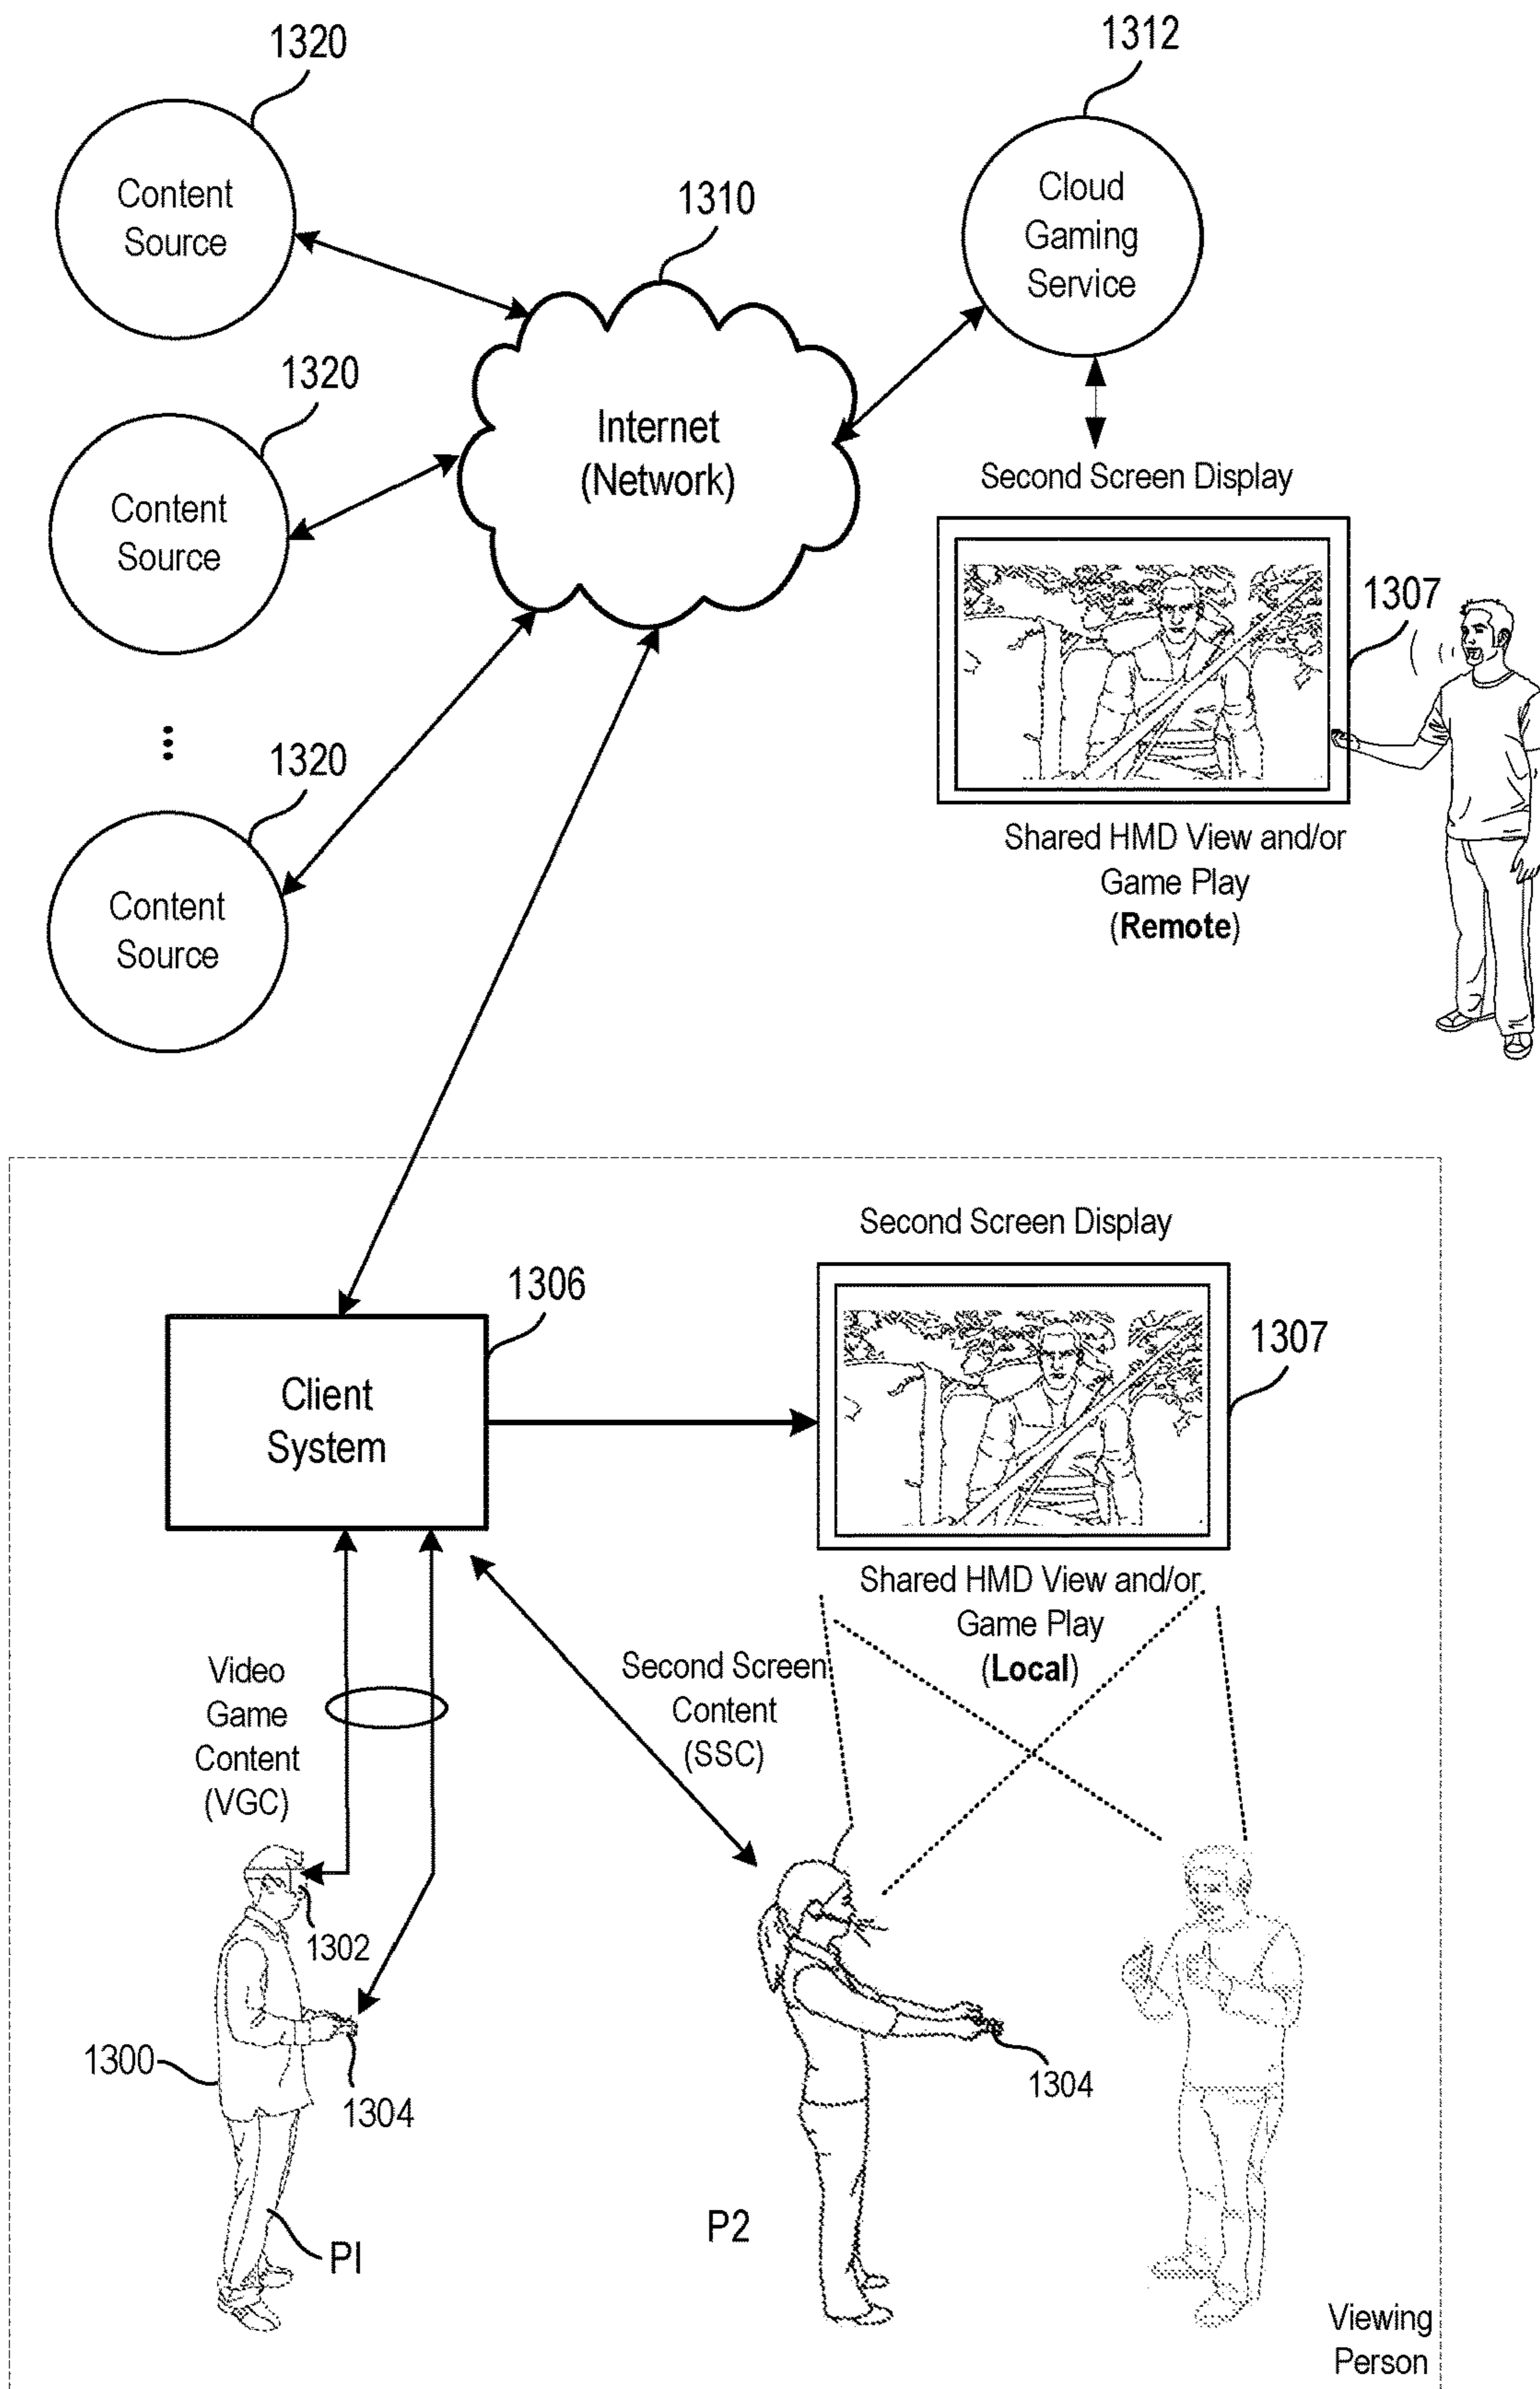 1320
1312
Content
Source
Cloud
Gaming
Service
1310
1320
Internet
(Network)
Second Screen Display
Content
Source
1307
1320
Shared HMD View and/or
Game Play
(Remote)
Content
Source
Second Screen Display
1306
1307
Client
System
Shared HMD View and/or
Game Play
(Local)
Video
Game
Content
(VGC)
Second Screen
Content
(SSC)
1302
1300
1304
1304
P2
PI
Viewing
Person